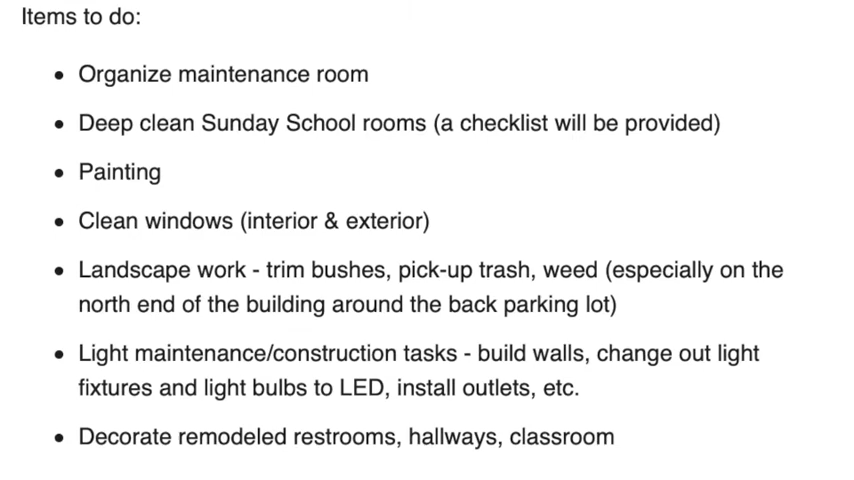 Items to do:
• Organize maintenance room
• Deep clean Sunday School rooms (a checklist will be provided)
• Painting
• Clean windows (interior & exterior)
• Landscape work - trim bushes, pick-up trash, weed (especially on the
north end of the building around the back parking lot)
• Light maintenance/construction tasks - build walls, change out light
fixtures and light bulbs to LED, install outlets, etc.
• Decorate remodeled restrooms, hallways, classroom